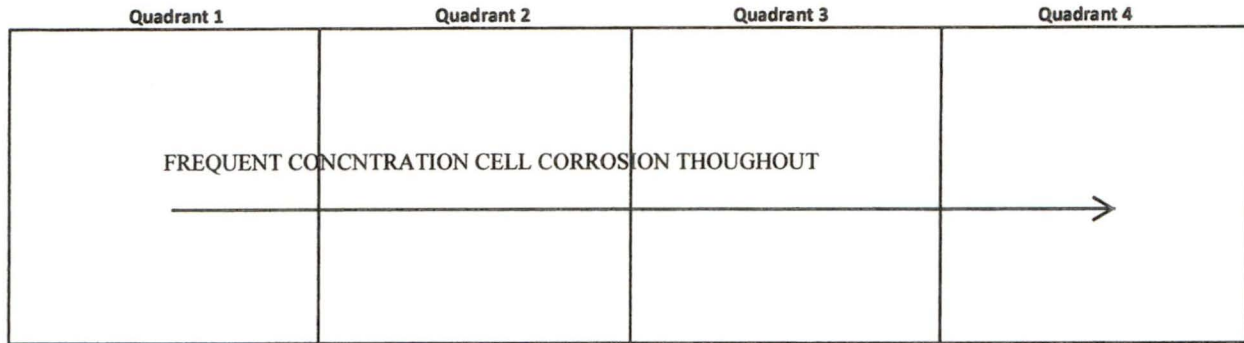 Quadrant 1 Quadrant 2 Quadrant 3 Quadrant 4
FREQUENT CONCNTRATION CELL CORROSION THOUGHOUT